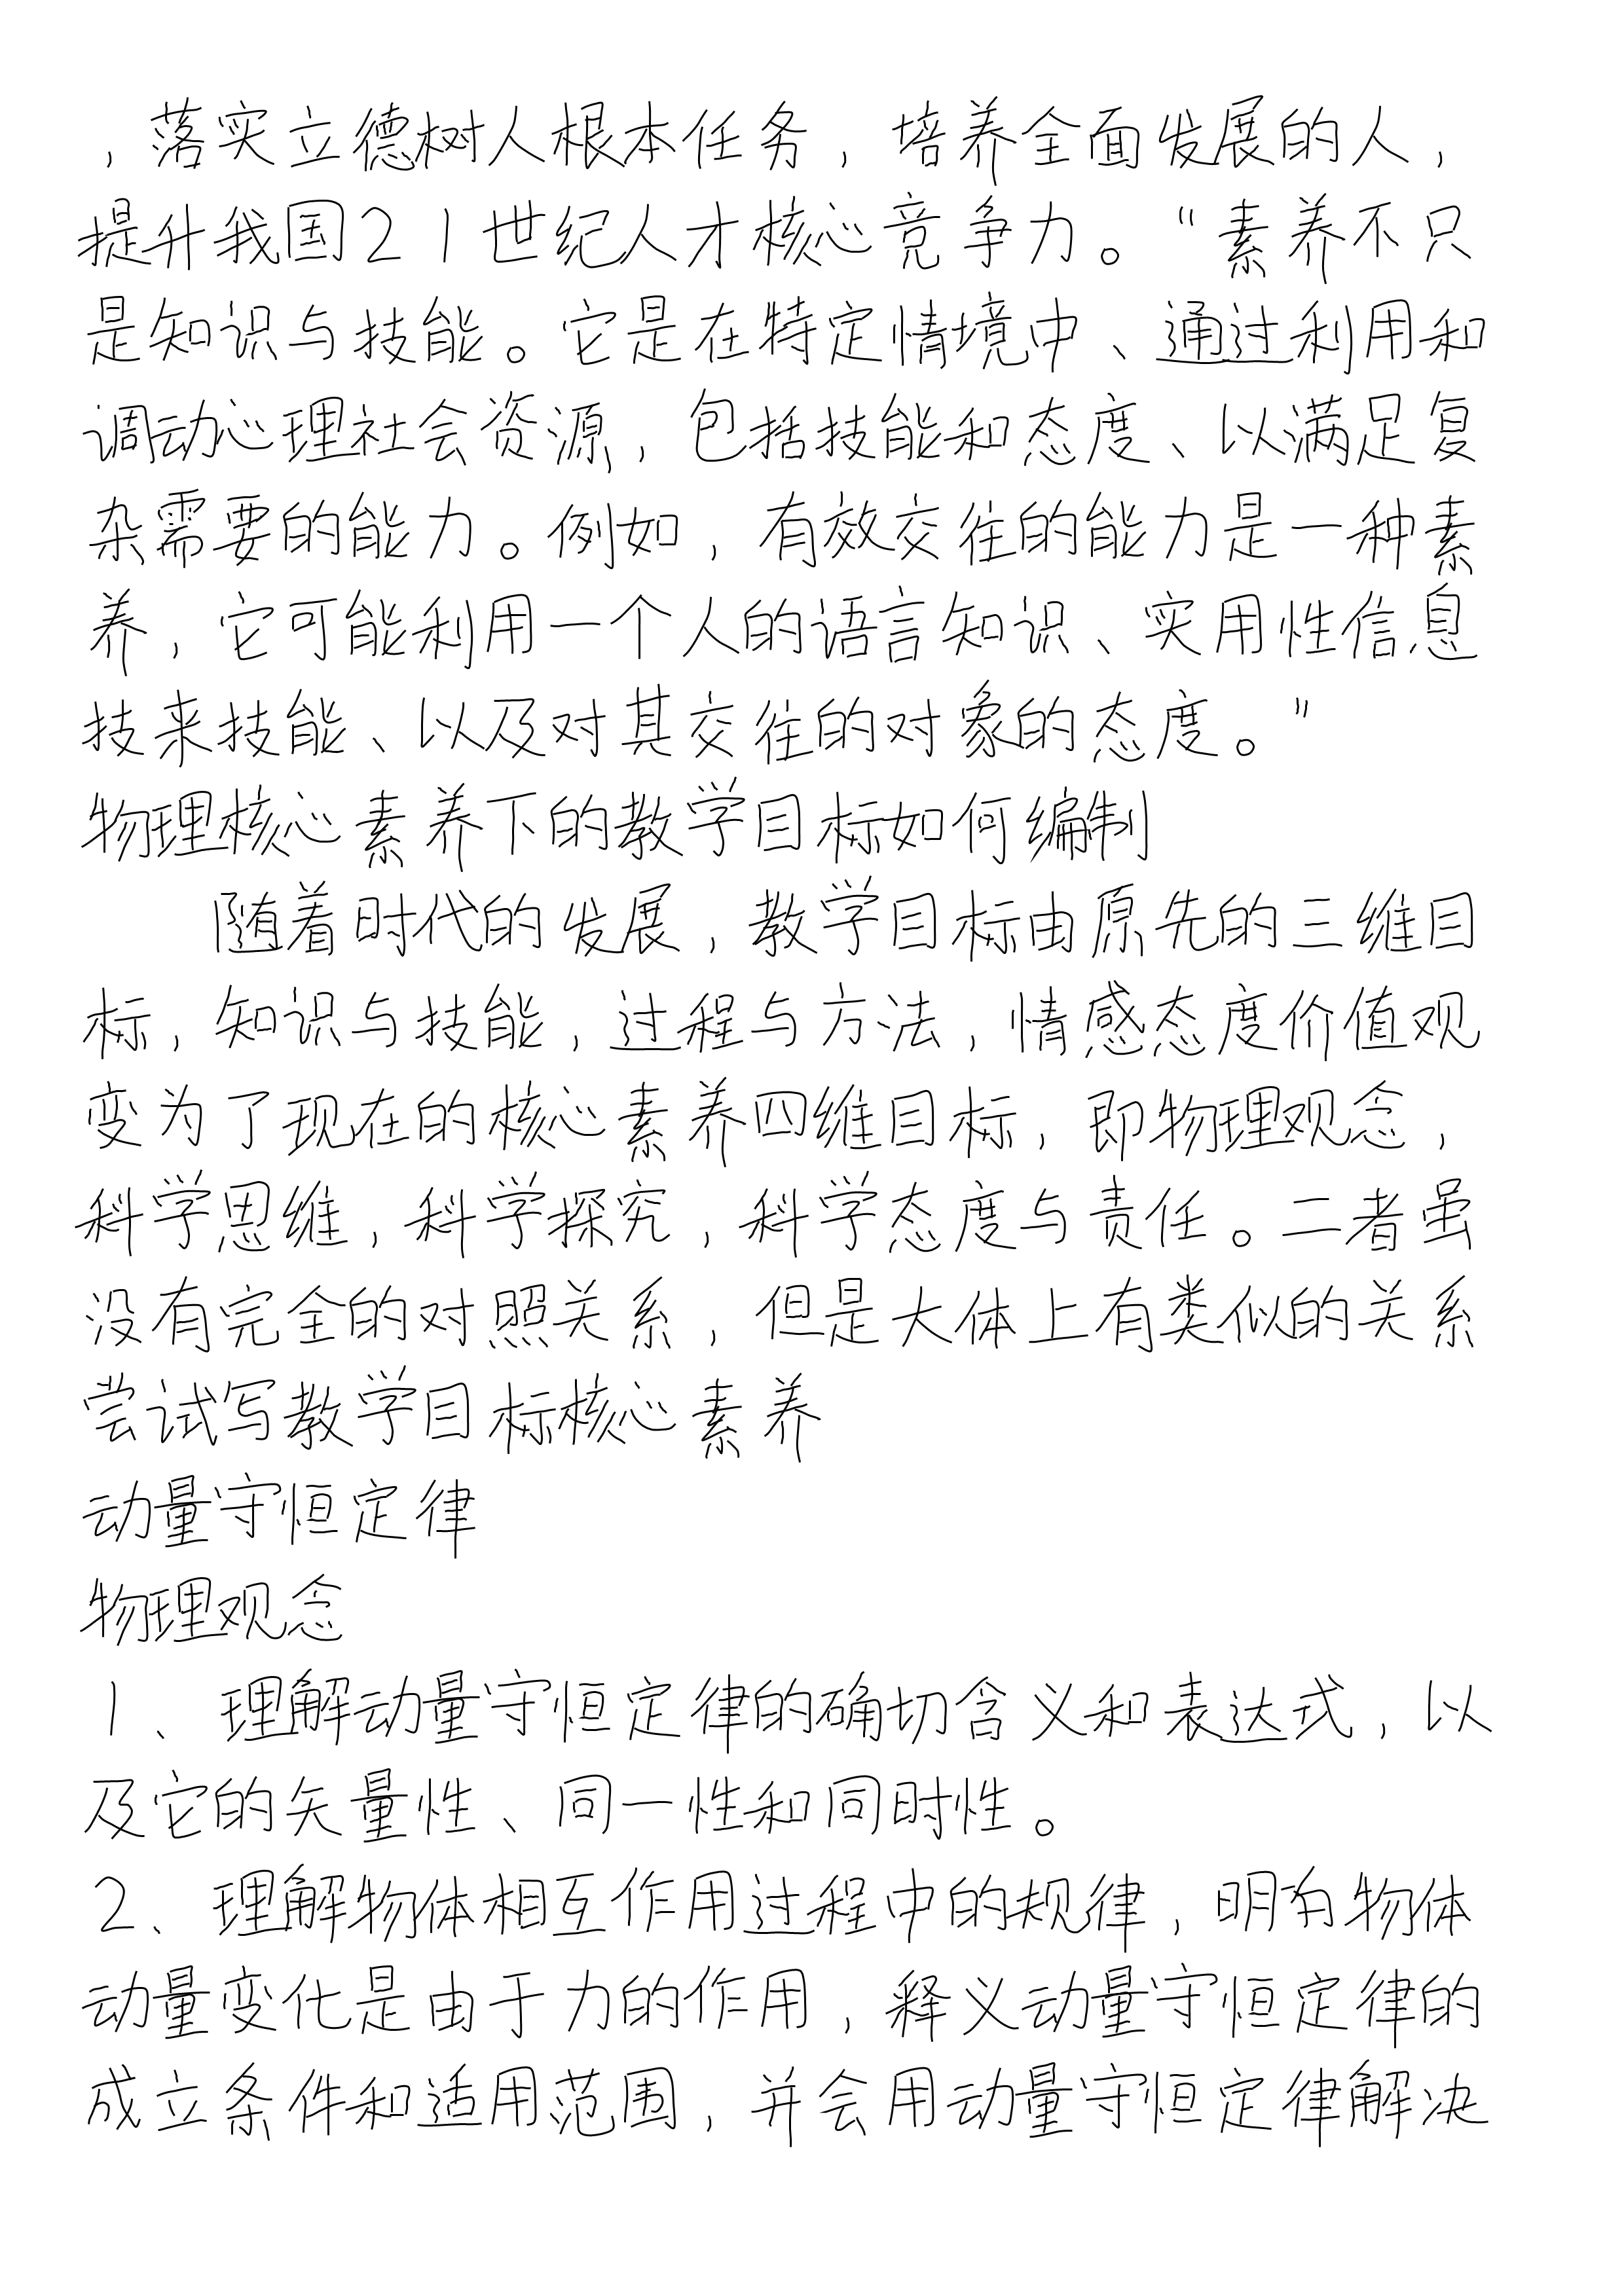 ，落实立德树人根本任务，培养全面发展的人，
提升我国21世纪人才核心竞争力。“素养不只
是知识与技能。它是在特定情境中、通过利用和
调动心理社会资源，包括技能和态度、以满足复
杂需要的能力。例如，有效交往的能力是一种素
养，它可能利用一个人的语言知识、实用性信息
技来技能、以及对其交往的对象的态度。”
物理核心素养下的教学目标如何编制
随着时代的发展，教学目标由原先的三维目
标，知识与技能，过程与方法，情感态度价值观
变为了现在的核心素养四维目标，即物理观念，
科学思维，科学探究，科学态度与责任。二者虽
没有完全的对照关系，但是大体上有类似的关系
尝试写教学目标核心素养
动量守恒定律
物理观念
1、理解动量守恒定律的确切含义和表达式，以
及它的矢量性、同一性和同时性。
2、理解物体相互作用过程中的规律，明确物体
动量变化是由于力的作用，释义动量守恒定律的
成立条件和适用范围，并会用动量守恒定律解决